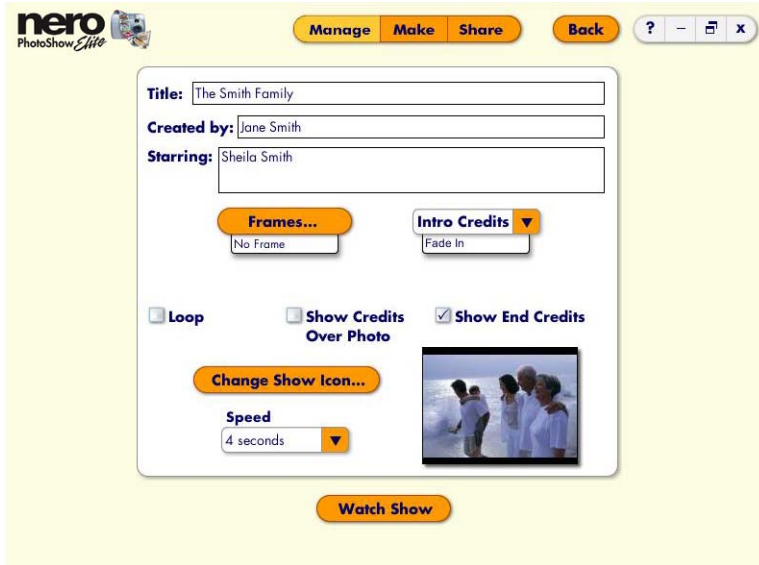 nero
PhotoShow Elite
Manage Make Share Back ? – x
Title: The Smith Family
Created by: Jane Smith
Starring: Sheila Smith
Frames... Intro Credits
No Frame Fade In
Loop Show Credits Show End Credits
Over Photo
Change Show Icon...
Speed
4 seconds
Watch Show